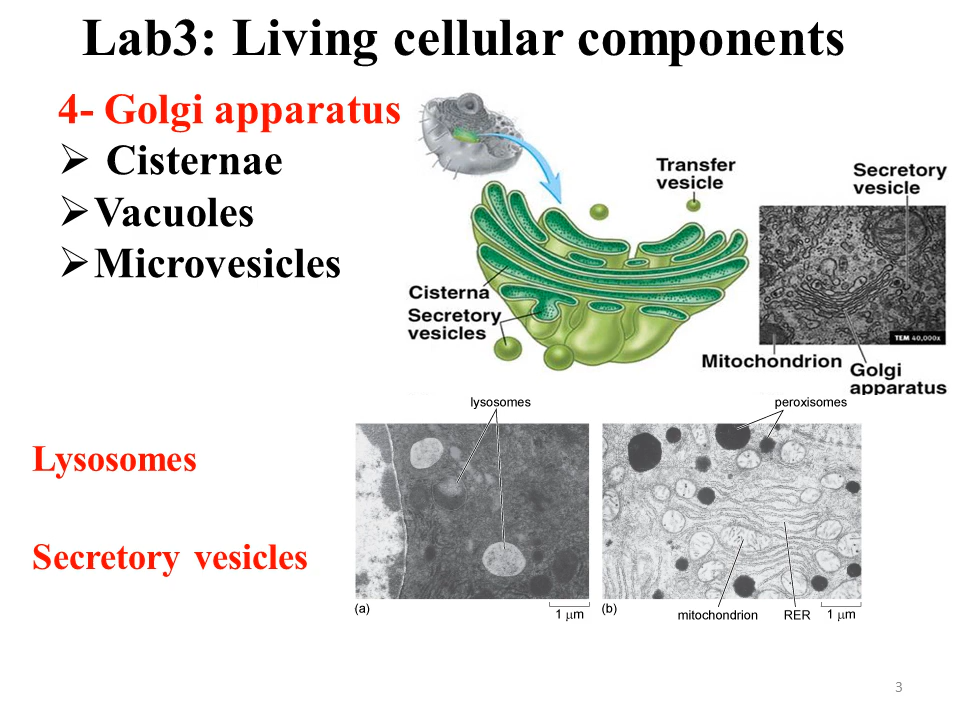 Lab3: Living cellular components
4- Golgi apparatus
➢ Cisternae
➢ Vacuoles
➢ Microvesicles
Transfer
vesicle
Secretory
vesicle
Cisterna
Secretory
vesicles
TEM 40,000x
Mitochondrion
Golgi
apparatus
lysosomes
peroxisomes
Lysosomes
Secretory vesicles
(a)
1 μm
(b)
mitochondrion
RER
1 μm
3